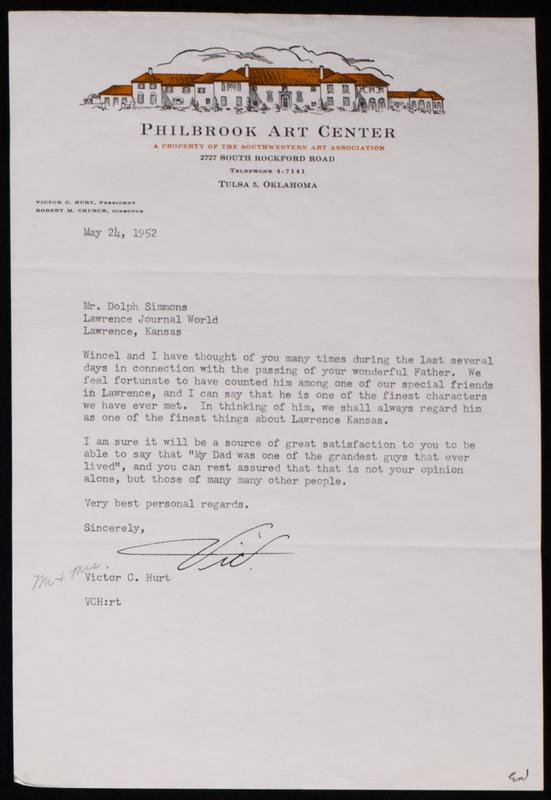 PHILBROOK ART CENTER
A PROPERTY OF THE SOUTHWESTERN ART ASSOCIATION
2727 SOUTH ROCKFORD ROAD
TELEPHONE 4-7141
TULSA 5, OKLAHOMA
VICTOR C. HURT, PRESIDENT
ROBERT M. CHURCH, DIRECTOR
May 24, 1952
Mr. Dolph Simmons
Lawrence Journal World
Lawrence, Kansas
Wincel and I have thought of you many times during the last several
days in connection with the passing of your wonderful Father. We
feel fortunate to have counted him among one of our special friends
in Lawrence, and I can say that he is one of the finest characters
we have ever met. In thinking of him, we shall always regard him
as one of the finest things about Lawrence Kansas.
I am sure it will be a source of great satisfaction to you to be
able to say that "My Dad was one of the grandest guys that ever
lived", and you can rest assured that that is not your opinion
alone, but those of many many other people.
Very best personal regards.
Sincerely,
Vic.
Mr + Mrs.
Victor C. Hurt
VCH:rt